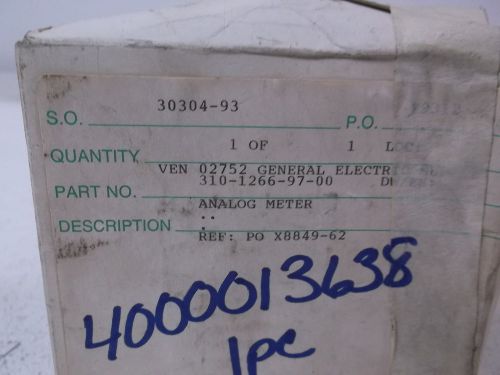 S.O. 30304-93 P.O.
QUANTITY 1 OF 1
VEN 02752 GENERAL ELECTRIC
PART NO. 310-1266-97-00
DESCRIPTION ANALOG METER
..
.
REF: PO X8849-62
4000013638
1pc